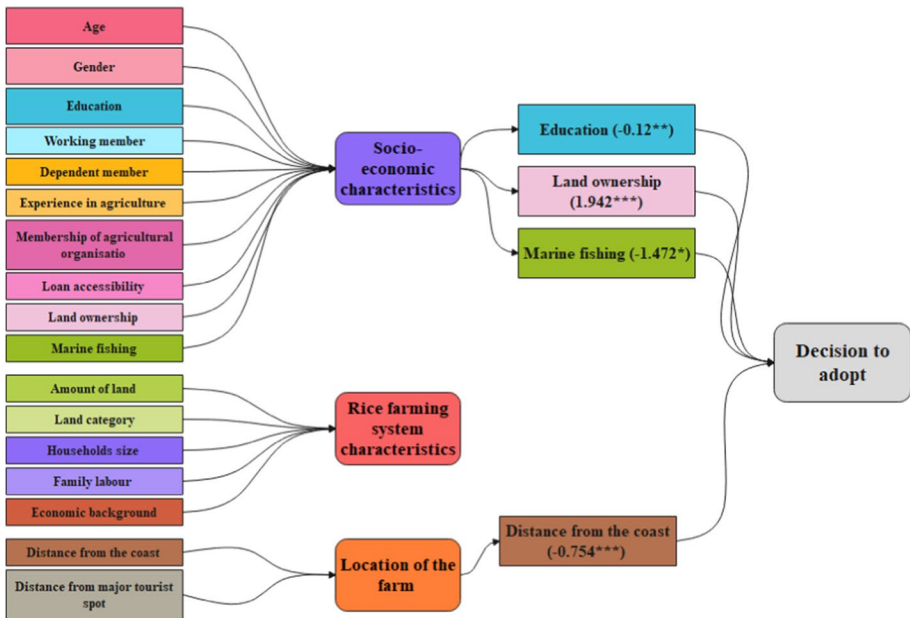 Age
Gender
Education
Working member
Dependent member
Experience in agriculture
Membership of agricultural
organisatio
Loan accessibility
Land ownership
Marine fishing
Amount of land
Land category
Households size
Family labour
Economic background
Distance from the coast
Distance from major tourist
spot
Socio-
economic
characteristics
Rice farming
system
characteristics
Location of the
farm
Education (-0.12**)
Land ownership
(1.942***)
Marine fishing (-1.472*)
Distance from the coast
(-0.754***)
Decision to
adopt